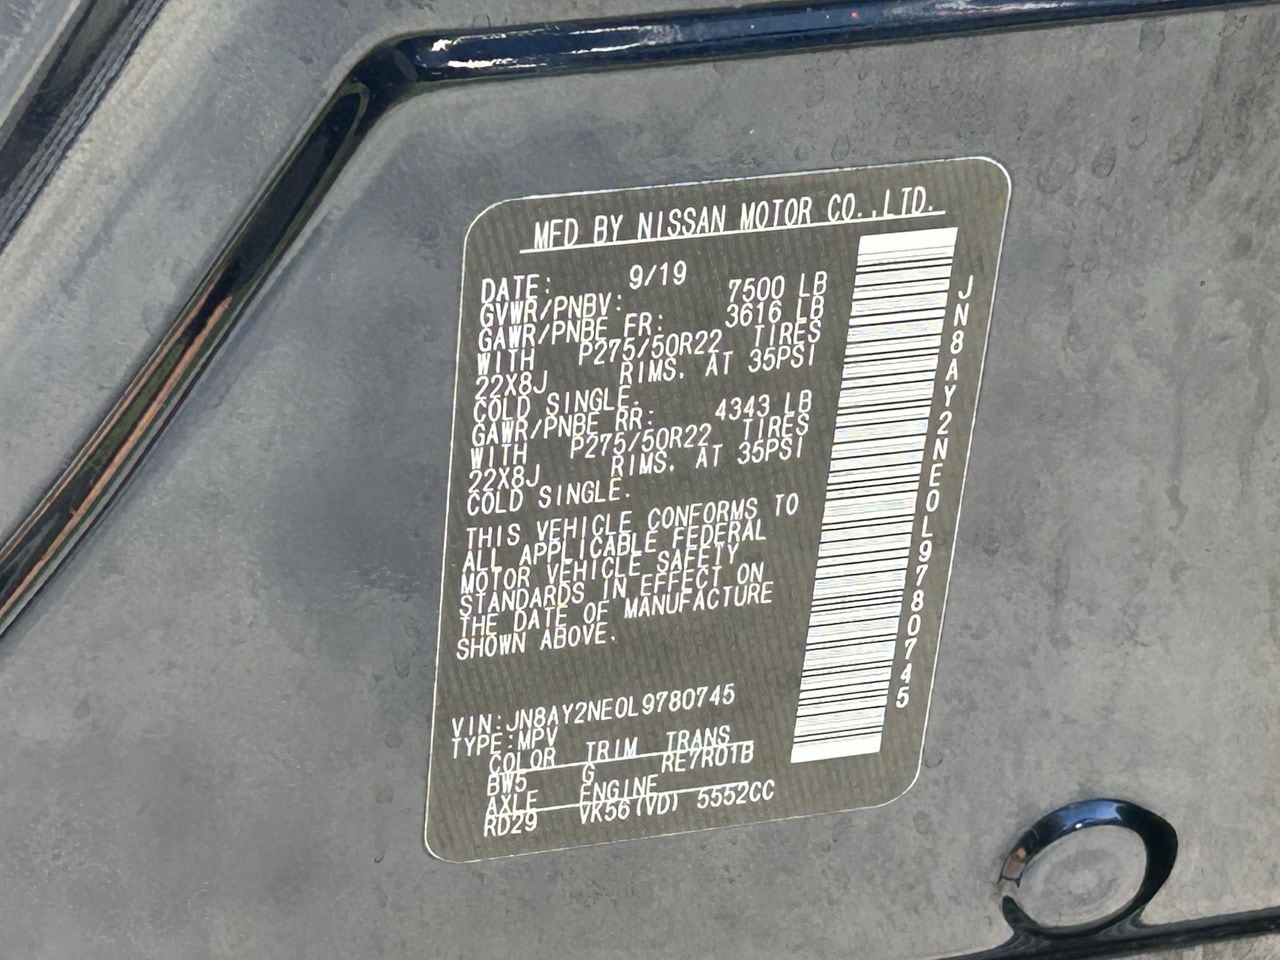 MFD BY NISSAN MOTOR CO.,LTD.
DATE: 9/19
GVWR/PNBV: 7500 LB
GAWR/PNBE FR: 3616 LB
WITH P275/50R22 TIRES
22X8J RIMS. AT 35PSI
COLD SINGLE.
GAWR/PNBE RR: 4343 LB
WITH P275/50R22 TIRES
22X8J RIMS. AT 35PSI
COLD SINGLE.
THIS VEHICLE CONFORMS TO
ALL APPLICABLE FEDERAL
MOTOR VEHICLE SAFETY
STANDARDS IN EFFECT ON
THE DATE OF MANUFACTURE
SHOWN ABOVE.
VIN:JN8AY2NE0L9780745
TYPE:MPV
COLOR TRIM TRANS
BW5 G RE7R01B
AXLE ENGINE
RD29 VK56(VD) 5552CC
JN8AY2NE0L9780745